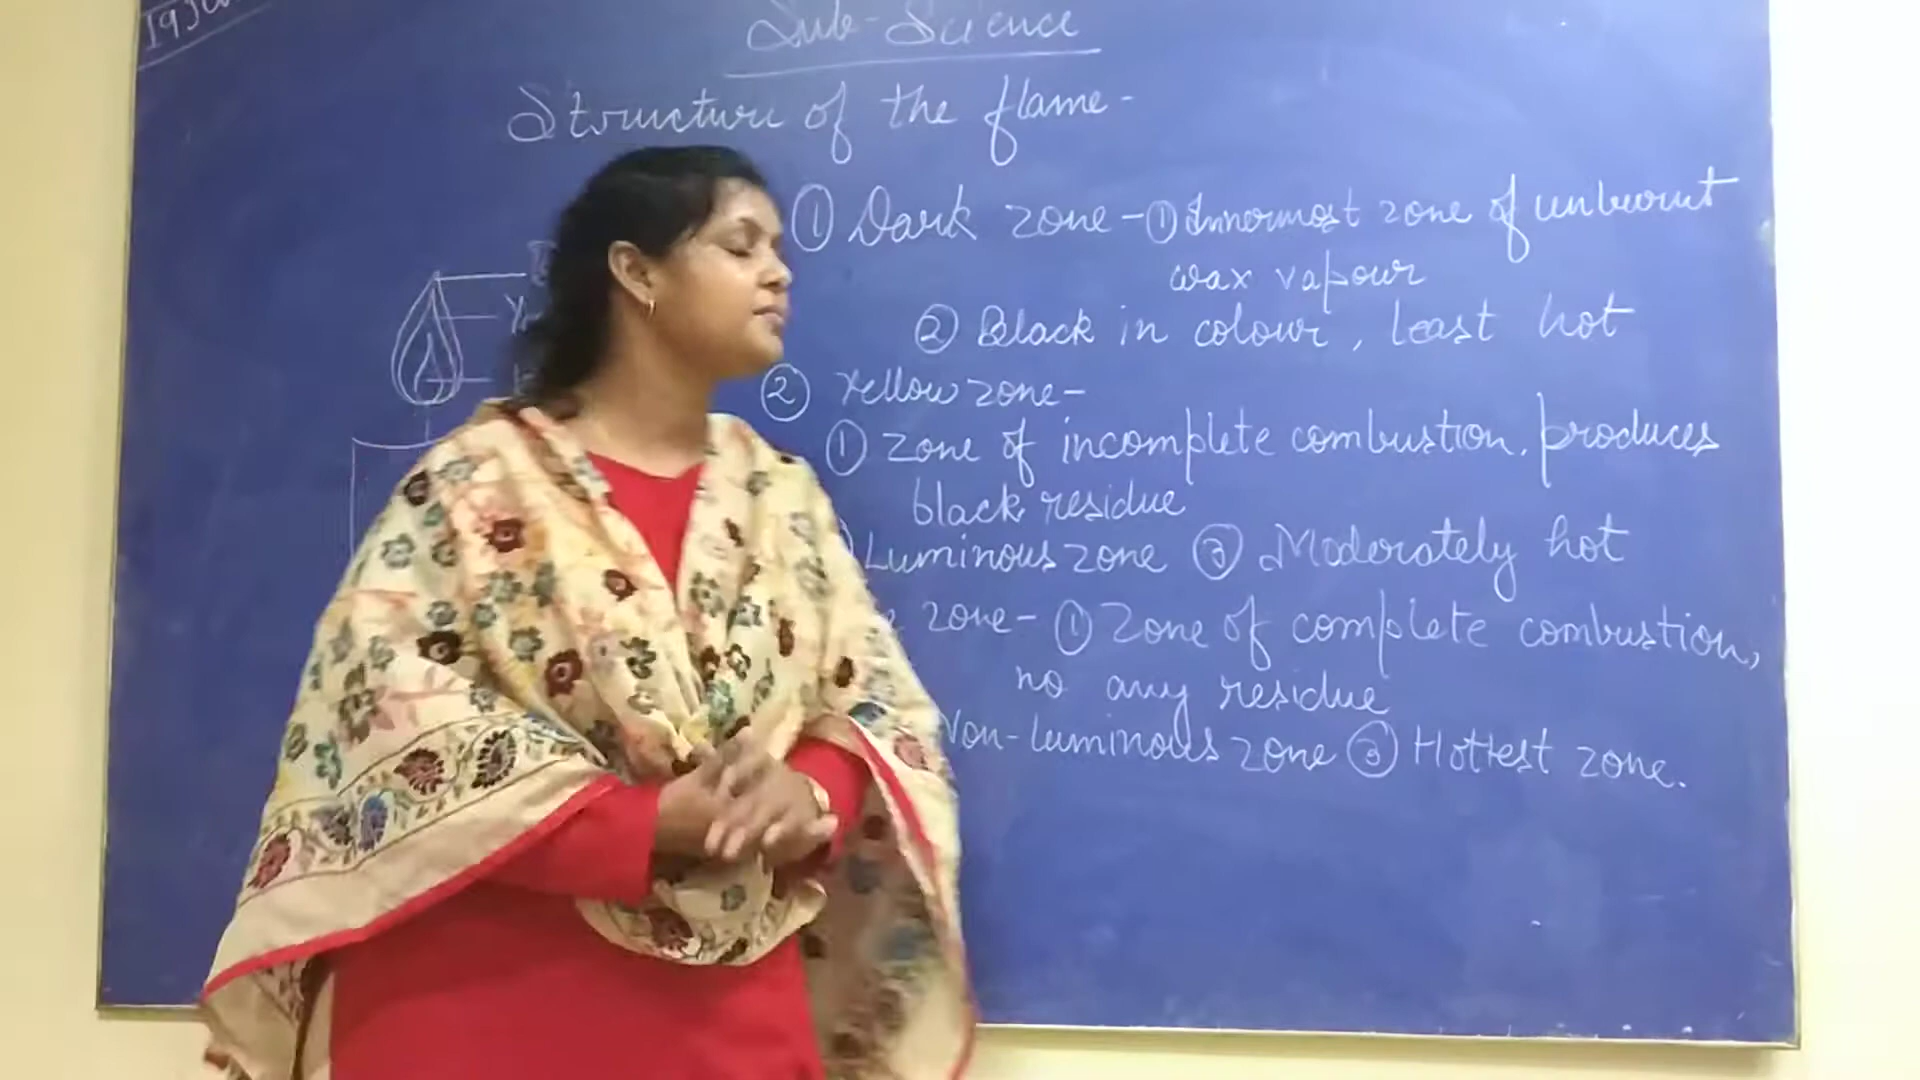 Sub-Science
Structure of the flame-
① Dark zone - ① Innermost zone of unburnt
wax vapour
② Black in colour, least hot
② Yellow zone-
① Zone of incomplete combustion. produces
black residue
Luminous zone ③ Moderately hot
zone- ① Zone of complete combustion,
no any residue
Non-luminous zone ③ Hottest zone.